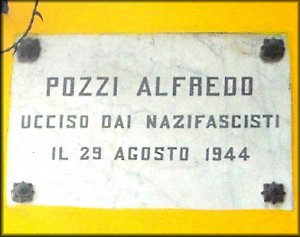 POZZI ALFREDO
UCCISO DAI NAZIFASCISTI
IL 29 AGOSTO 1944